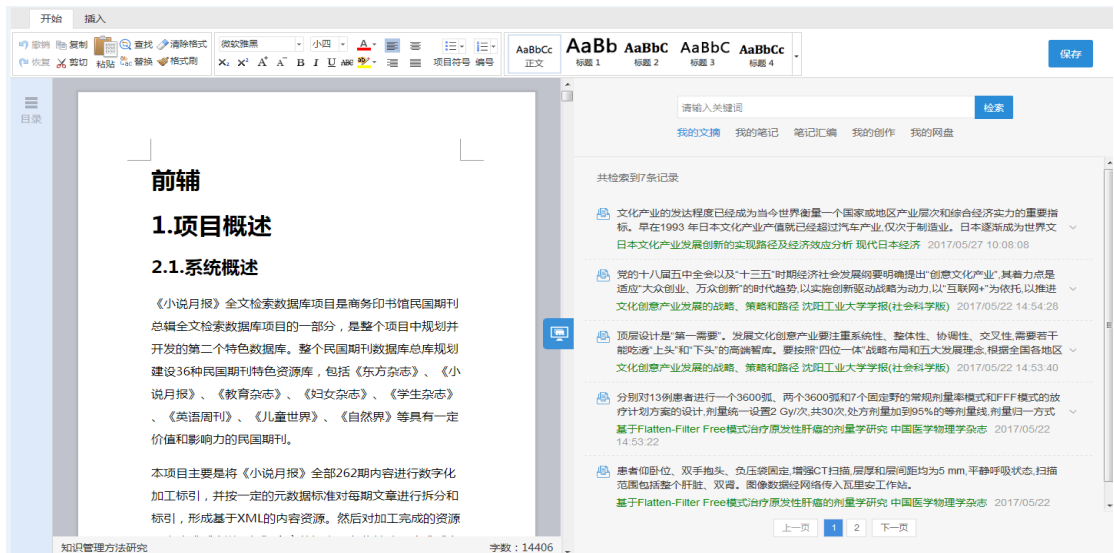 开始 插入
撤销 复制 粘贴 查找 清除格式 微软雅黑 小四 A AaBbCc AaBb AaBbC AaBbC AaBbCc 保存
恢复 剪切 替换 格式刷 X₂ X² A A B I U ABC 项目符号 编号 正文 标题 1 标题 2 标题 3 标题 4
目录
前辅
1.项目概述
2.1.系统概述
《小说月报》全文检索数据库项目是商务印书馆民国期刊
总辑全文检索数据库项目的一部分，是整个项目中规划并
开发的第二个特色数据库。整个民国期刊数据库总库规划
建设36种民国期刊特色资源库，包括《东方杂志》、《小
说月报》、《教育杂志》、《妇女杂志》、《学生杂志》
、《英语周刊》、《儿童世界》、《自然界》等具有一定
价值和影响力的民国期刊。
本项目主要是将《小说月报》全部262期内容进行数字化
加工标引，并按一定的元数据标准对每期文章进行拆分和
标引，形成基于XML的内容资源。然后对加工完成的资源
知识管理方法研究 字数：14406
请输入关键词 检索
我的文摘 我的笔记 笔记汇编 我的创作 我的网盘
共检索到7条记录
文化产业的发达程度已经成为当今世界衡量一个国家或地区产业层次和综合经济实力的重要指
标。早在1993 年日本文化产业产值就已经超过汽车产业,仅次于制造业。日本逐渐成为世界文
日本文化产业发展创新的实现路径及经济效应分析 现代日本经济 2017/05/27 10:08:08
党的十八届五中全会以及“十三五”时期经济社会发展纲要明确提出“创意文化产业”,其着力点是
适应“大众创业、万众创新”的时代趋势,以实施创新驱动战略为动力,以“互联网+”为依托,以推进
文化创意产业发展的战略、策略和路径 沈阳工业大学学报(社会科学版) 2017/05/22 14:54:28
顶层设计是“第一需要”。发展文化创意产业要注重系统性、整体性、协调性、交叉性,需要若干
能吃透“上头”和“下头”的高端智库。要按照“四位一体”战略布局和五大发展理念,根据全国各地区
文化创意产业发展的战略、策略和路径 沈阳工业大学学报(社会科学版) 2017/05/22 14:53:40
分别对13例患者进行一个3600弧、两个3600弧和7个固定野的常规剂量率模式和FFF模式的放
疗计划方案的设计,剂量统一设置2 Gy/次,共30次,处方剂量加到95%的等剂量线,剂量归一方式
基于Flatten-Filter Free模式治疗原发性肝癌的剂量学研究 中国医学物理学杂志 2017/05/22
14:53:22
患者仰卧位、双手抱头、负压袋固定,增强CT扫描,层厚和层间距均为5 mm,平静呼吸状态,扫描
范围包括整个肝脏、双肾。图像数据经网络传入瓦里安工作站。
基于Flatten-Filter Free模式治疗原发性肝癌的剂量学研究 中国医学物理学杂志 2017/05/22
上一页 1 2 下一页